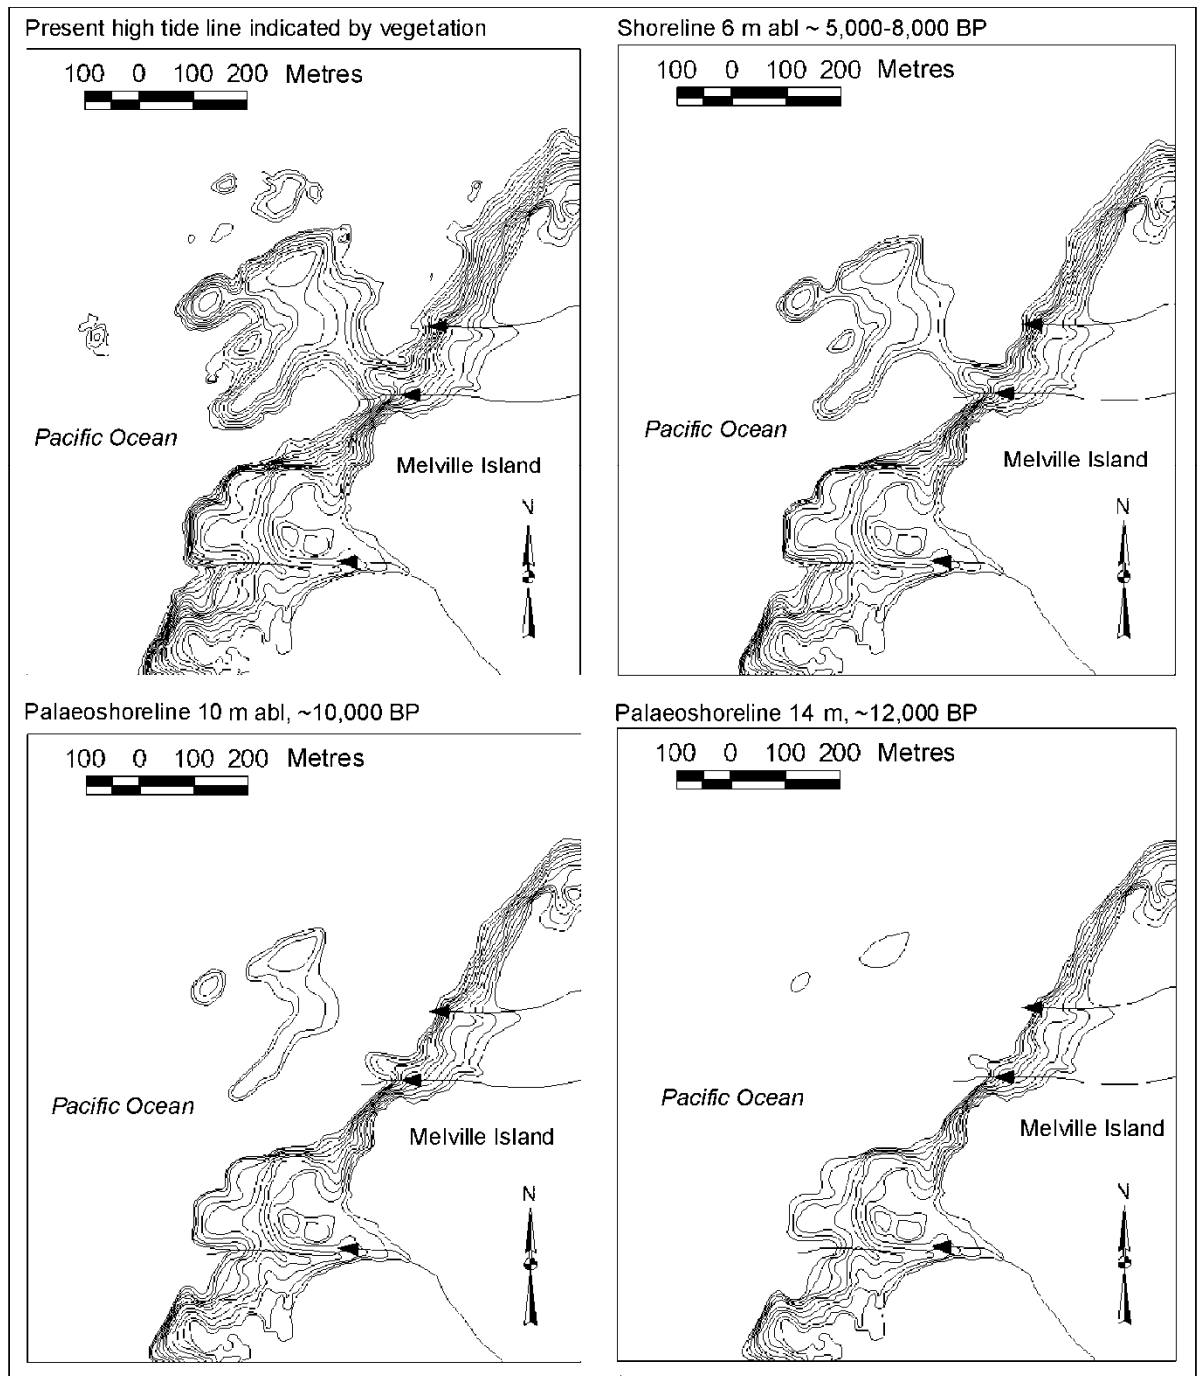 Present high tide line indicated by vegetation
100 0 100 200 Metres
Pacific Ocean
Melville Island
N
Shoreline 6 m abl ~ 5,000-8,000 BP
100 0 100 200 Metres
Pacific Ocean
Melville Island
N
Palaeoshoreline 10 m abl, ~10,000 BP
100 0 100 200 Metres
Pacific Ocean
Melville Island
N
Palaeoshoreline 14 m, ~12,000 BP
100 0 100 200 Metres
Pacific Ocean
Melville Island
N